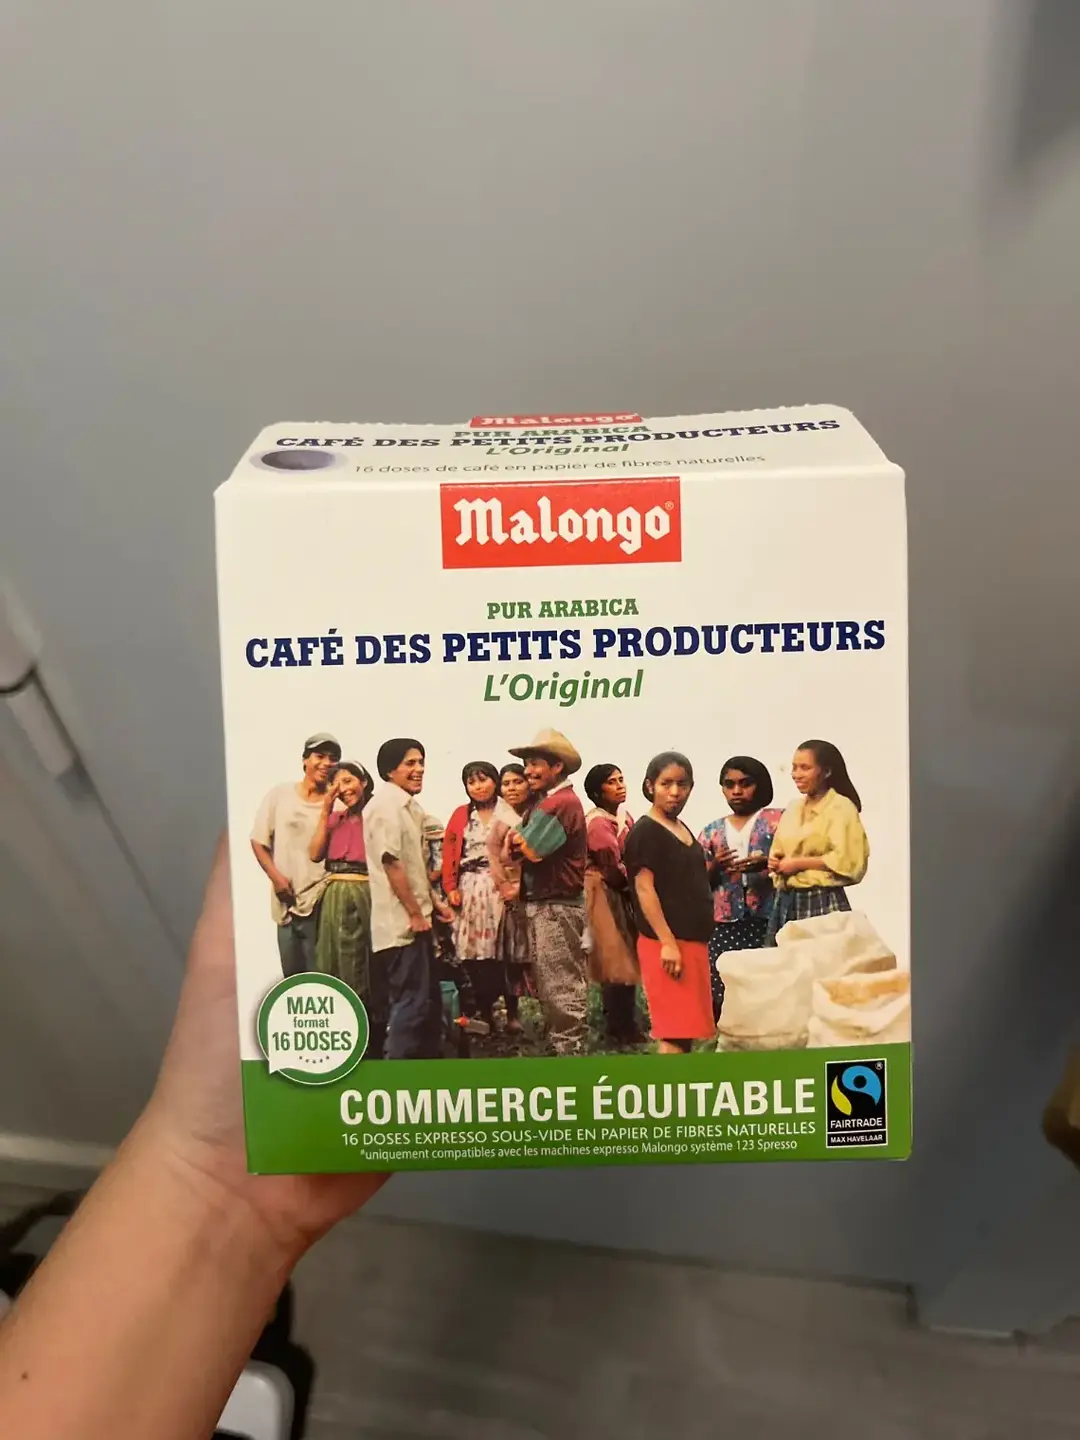 Malongo
PUR ARABICA
CAFÉ DES PETITS PRODUCTEURS
L'Original
16 doses de café en papier de fibres naturelles
Malongo®
PUR ARABICA
CAFÉ DES PETITS PRODUCTEURS
L'Original
MAXI
format
16 DOSES
COMMERCE ÉQUITABLE
16 DOSES EXPRESSO SOUS-VIDE EN PAPIER DE FIBRES NATURELLES
*uniquement compatibles avec les machines expresso Malongo système 123 Spresso
®
FAIRTRADE
MAX HAVELAAR